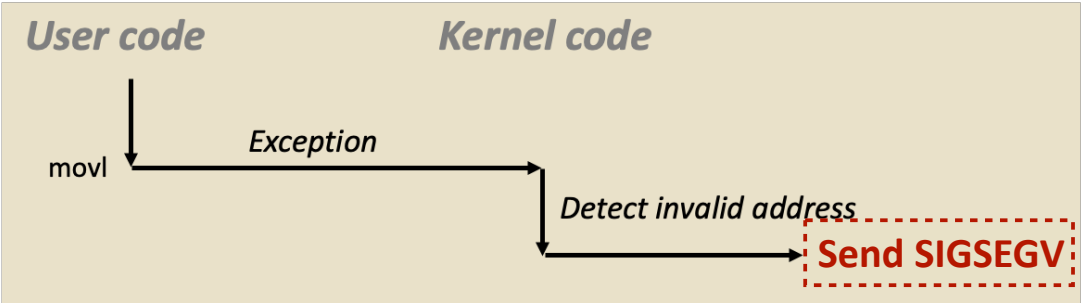 User code
Kernel code
Exception
movl
Detect invalid address
Send SIGSEGV